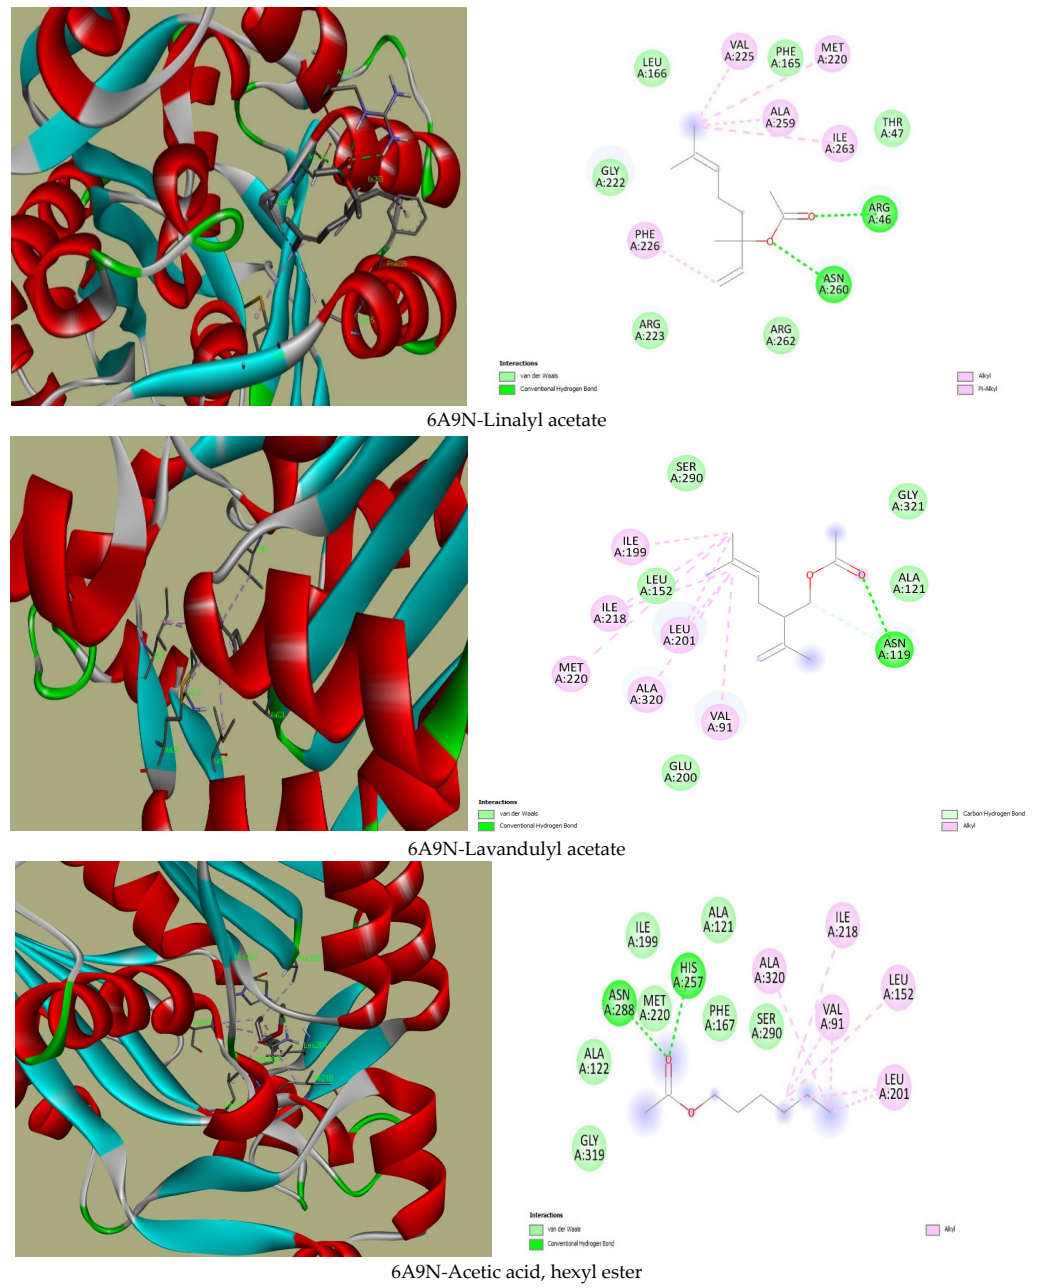 VAL
A:225
PHE
A:165
MET
A:220
LEU
A:166
ALA
A:259
THR
A:47
ILE
A:263
GLY
A:222
ARG
A:46
PHE
A:226
O
O
ASN
A:260
ARG
A:223
ARG
A:262
Interactions
van der Waals
Conventional Hydrogen Bond
Alkyl
Pi-Alkyl
6A9N-Linalyl acetate
SER
A:290
GLY
A:321
ILE
A:199
LEU
A:152
O
O
ALA
A:121
ILE
A:218
LEU
A:201
ASN
A:119
MET
A:220
ALA
A:320
VAL
A:91
GLU
A:200
Interactions
van der Waals
Conventional Hydrogen Bond
Carbon Hydrogen Bond
Alkyl
6A9N-Lavandulyl acetate
ILE
A:199
ALA
A:121
ILE
A:218
HIS
A:257
ALA
A:320
LEU
A:152
ASN
A:288
MET
A:220
PHE
A:167
SER
A:290
VAL
A:91
ALA
A:122
O
O
LEU
A:201
GLY
A:319
Interactions
van der Waals
Conventional Hydrogen Bond
Alkyl
6A9N-Acetic acid, hexyl ester